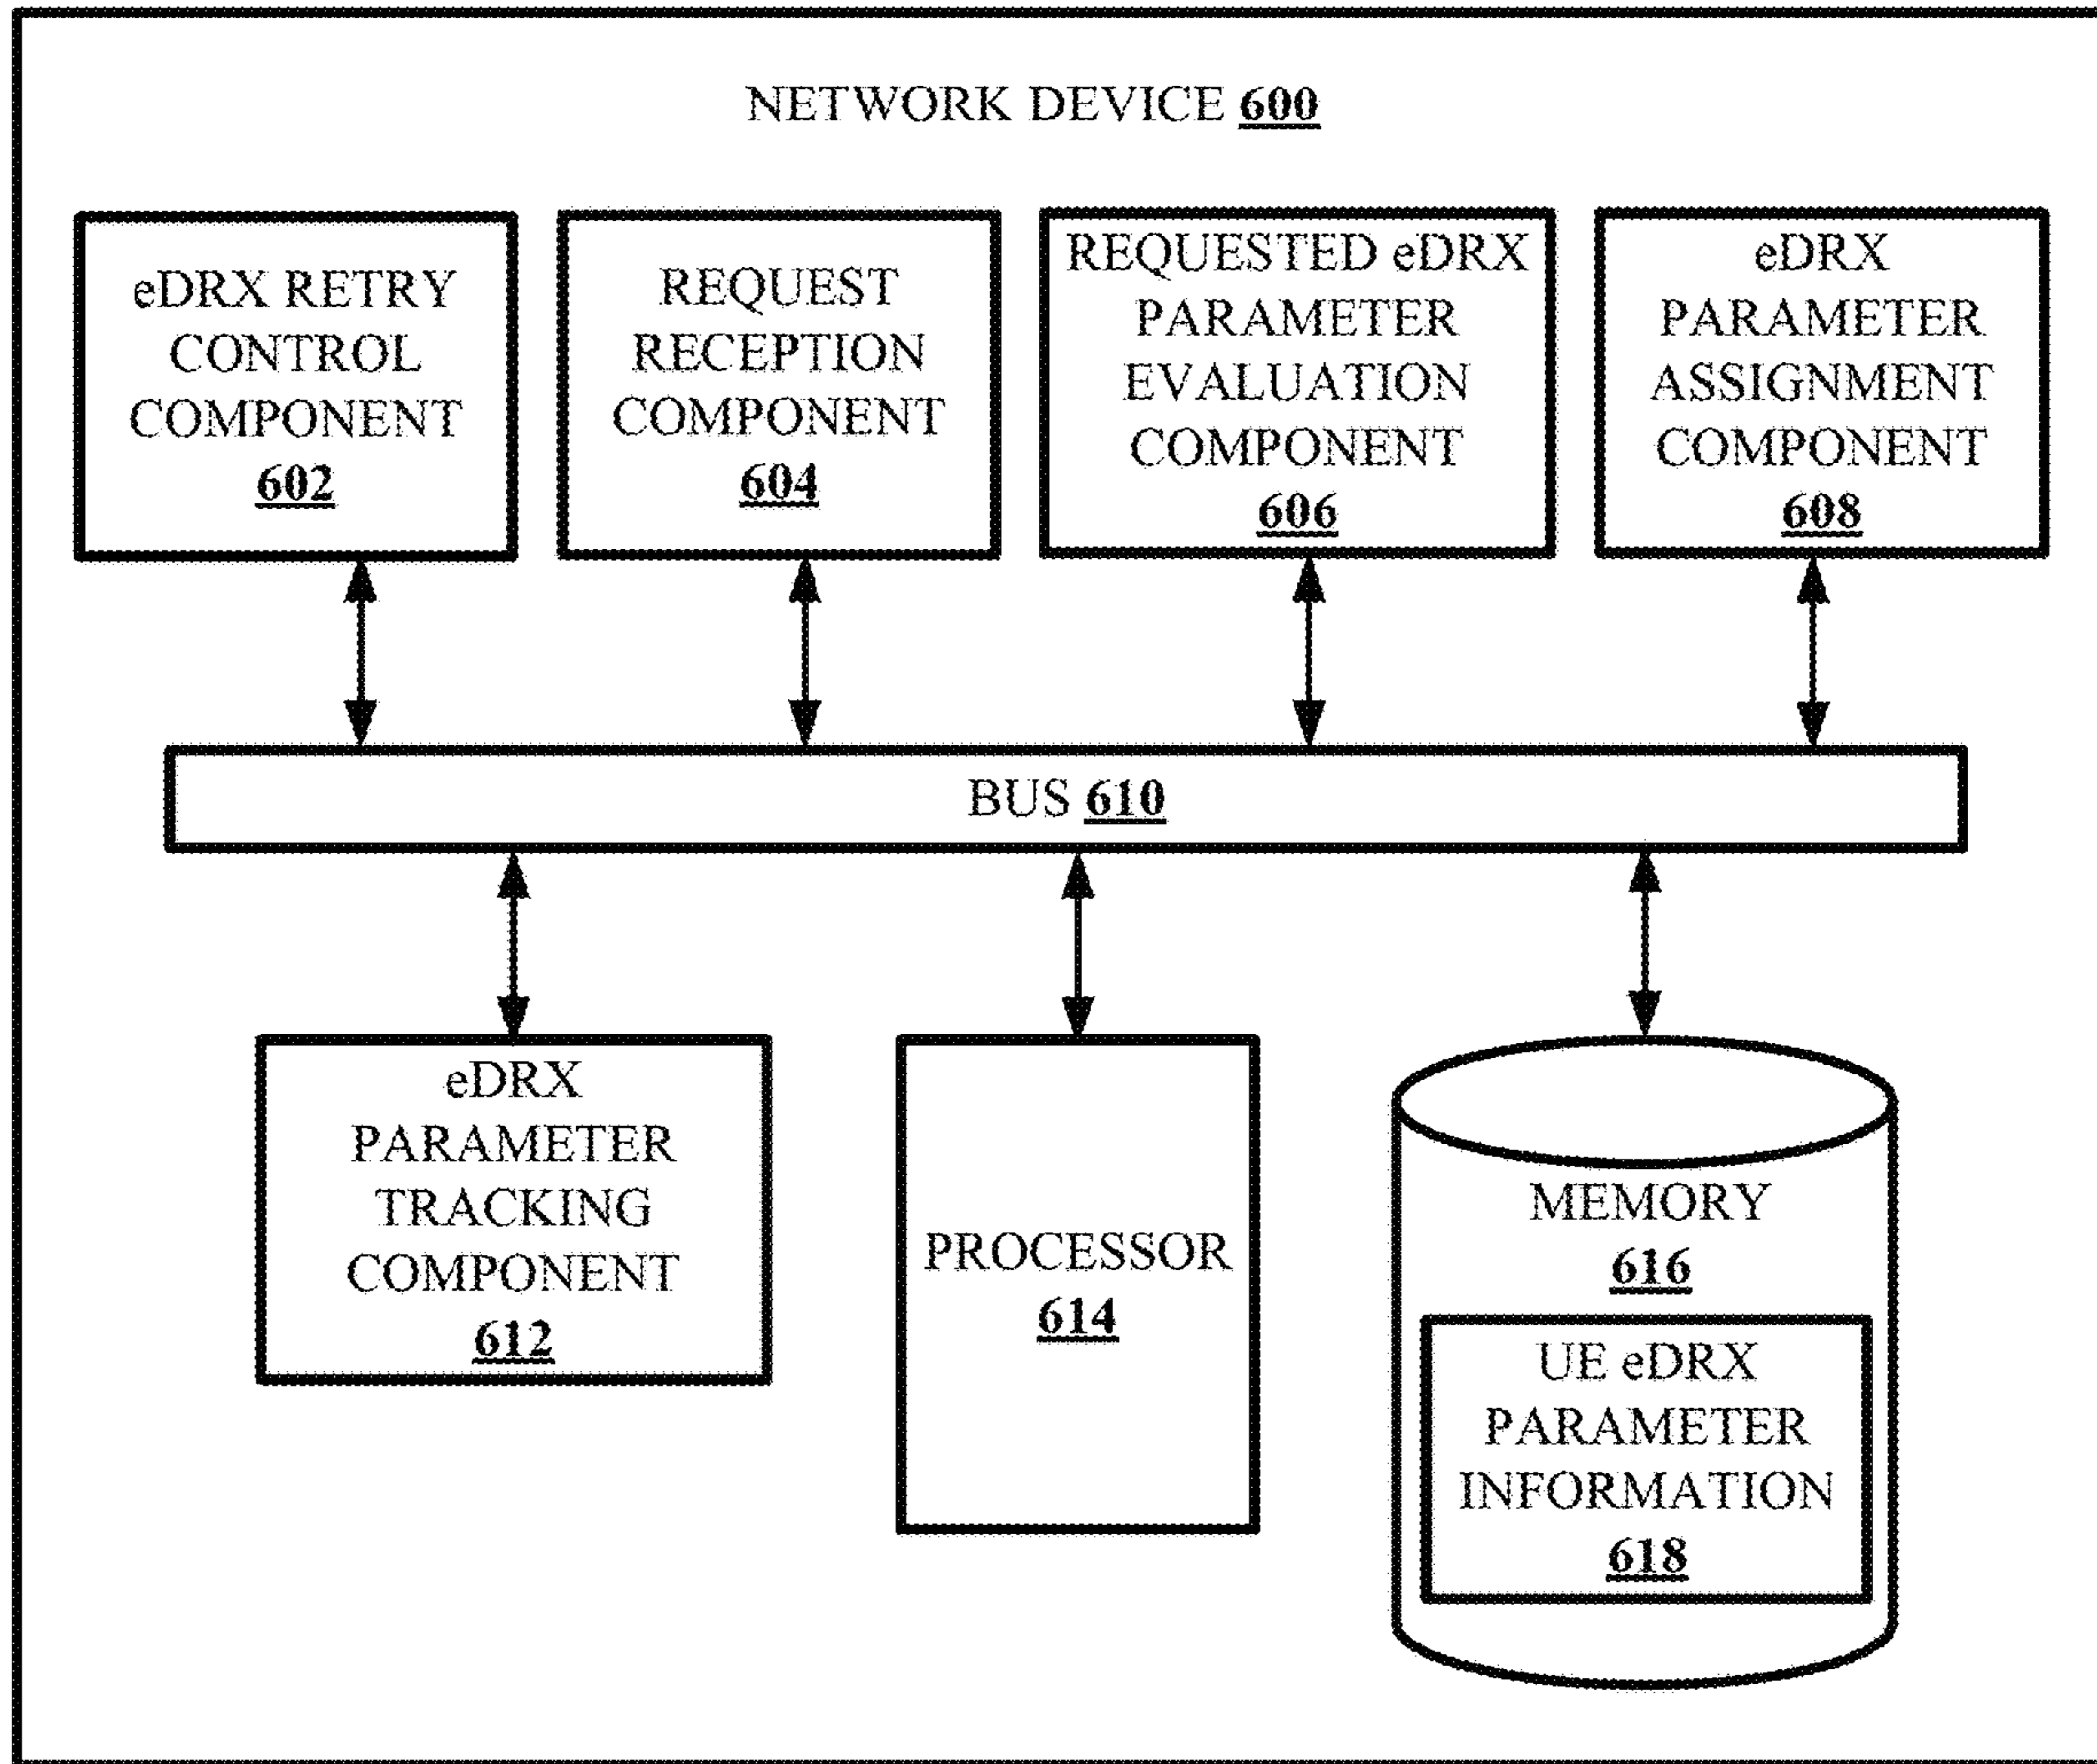 NETWORK DEVICE 600
eDRX RETRY
CONTROL
COMPONENT
602
REQUEST
RECEPTION
COMPONENT
604
REQUESTED eDRX
PARAMETER
EVALUATION
COMPONENT
606
eDRX
PARAMETER
ASSIGNMENT
COMPONENT
608
BUS 610
eDRX
PARAMETER
TRACKING
COMPONENT
612
PROCESSOR
614
MEMORY
616
UE eDRX
PARAMETER
INFORMATION
618